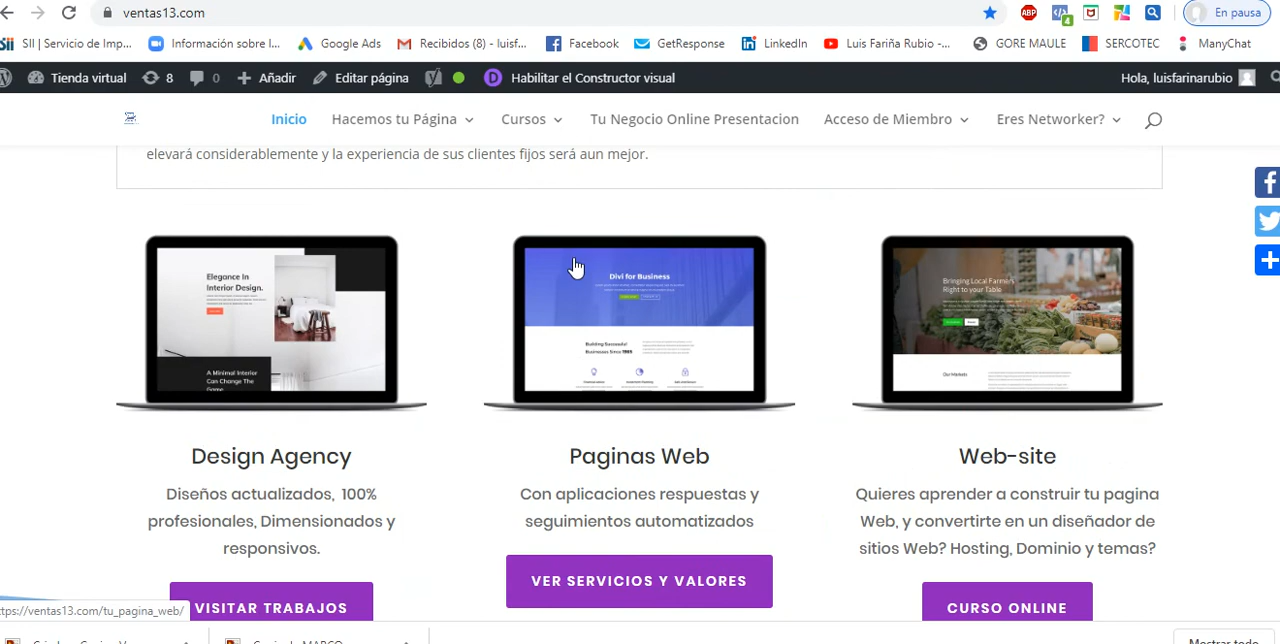 ventas13.com
ABP
4
En pausa
SII | Servicio de Imp...
Información sobre l...
Google Ads
Recibidos (8) - luisf...
Facebook
GetResponse
LinkedIn
Luis Fariña Rubio -...
GORE MAULE
SERCOTEC
ManyChat
Tienda virtual
8
0
Añadir
Editar página
D
Habilitar el Constructor visual
Hola, luisfarinarubio
Inicio
Hacemos tu Página
Cursos
Tu Negocio Online Presentacion
Acceso de Miembro
Eres Networker?
elevará considerablemente y la experiencia de sus clientes fijos será aun mejor.
Elegance In
Interior Design.
A Minimal Interior
Can Change The
Game
Divi for Business
Building Successful
Businesses Since 1985
Bringing Local Farmers
Right to your Table
Our Markets
Design Agency
Diseños actualizados, 100%
profesionales, Dimensionados y
responsivos.
VISITAR TRABAJOS
Paginas Web
Con aplicaciones respuestas y
seguimientos automatizados
VER SERVICIOS Y VALORES
Web-site
Quieres aprender a construir tu pagina
Web, y convertirte en un diseñador de
sitios Web? Hosting, Dominio y temas?
CURSO ONLINE
ttps://ventas13.com/tu_pagina_web/
Mostrar todo